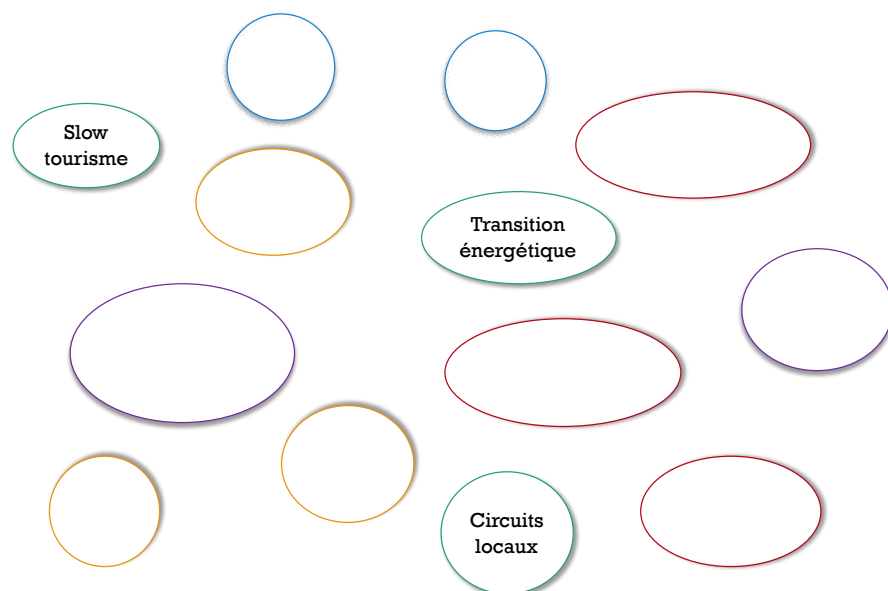 Slow
tourisme
Transition
énergétique
Circuits
locaux